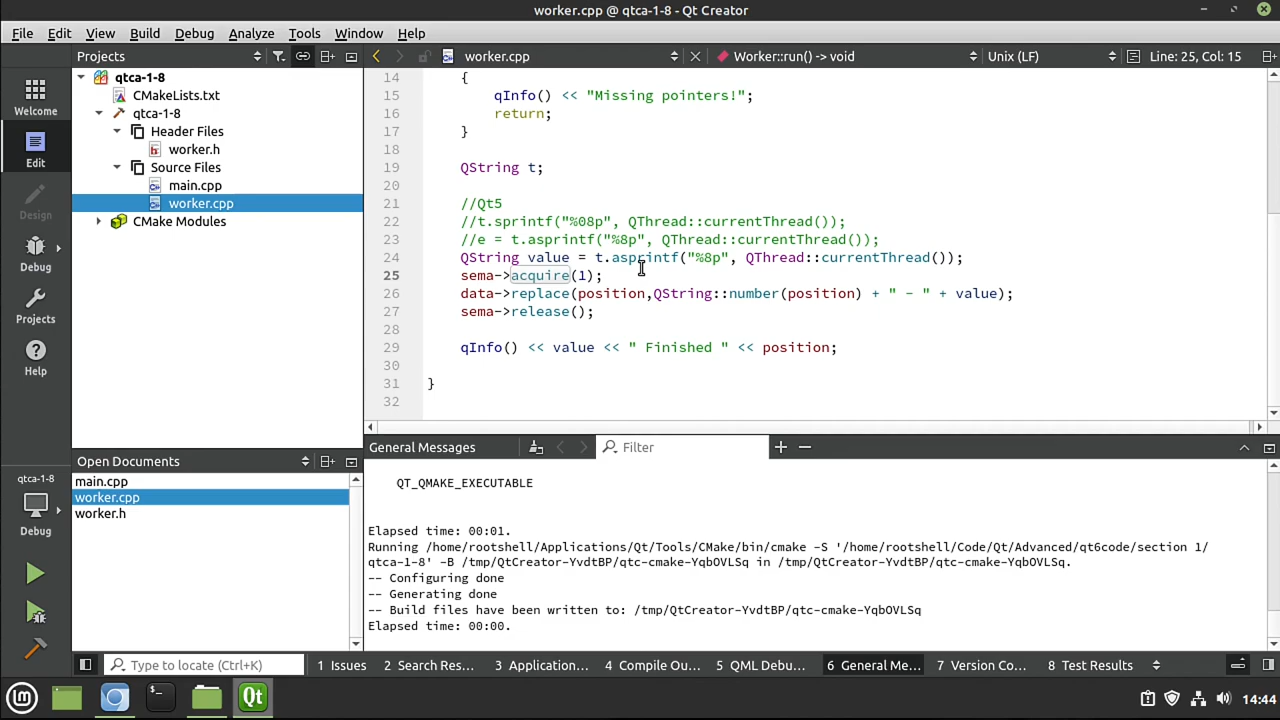 worker.cpp @ qtca-1-8 - Qt Creator
File Edit View Build Debug Analyze Tools Window Help
Projects
worker.cpp
Worker::run() -> void
Unix (LF)
Line: 25, Col: 15
Welcome
Edit
Design
Debug
Projects
Help
qtca-1-8
Debug
qtca-1-8
CMakeLists.txt
qtca-1-8
Header Files
worker.h
Source Files
main.cpp
worker.cpp
CMake Modules
Open Documents
main.cpp
worker.cpp
worker.h
14 {
15 qInfo() << "Missing pointers!";
16 return;
17 }
18
19 QString t;
20
21 //Qt5
22 //t.sprintf("%08p", QThread::currentThread());
23 //e = t.asprintf("%8p", QThread::currentThread());
24 QString value = t.asprintf("%8p", QThread::currentThread());
25 sema->acquire(1);
26 data->replace(position,QString::number(position) + " - " + value);
27 sema->release();
28
29 qInfo() << value << " Finished " << position;
30
31 }
32
General Messages
Filter
QT_QMAKE_EXECUTABLE
Elapsed time: 00:01.
Running /home/rootshell/Applications/Qt/Tools/CMake/bin/cmake -S '/home/rootshell/Code/Qt/Advanced/qt6code/section 1/
qtca-1-8' -B /tmp/QtCreator-YvdtBP/qtc-cmake-YqbOVLSq in /tmp/QtCreator-YvdtBP/qtc-cmake-YqbOVLSq.
-- Configuring done
-- Generating done
-- Build files have been written to: /tmp/QtCreator-YvdtBP/qtc-cmake-YqbOVLSq
Elapsed time: 00:00.
Type to locate (Ctrl+K)
1 Issues
2 Search Res...
3 Application...
4 Compile Ou...
5 QML Debu...
6 General Me...
7 Version Co...
8 Test Results
Qt
14:44